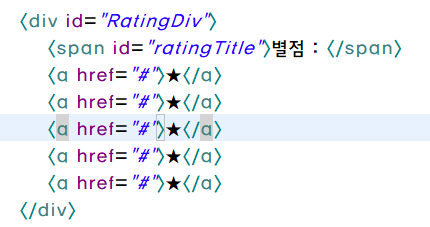 <div id="RatingDiv">
<span id="ratingTitle">별점 : </span>
<a href="#">★</a>
<a href="#">★</a>
<a href="#">★</a>
<a href="#">★</a>
<a href="#">★</a>
</div>